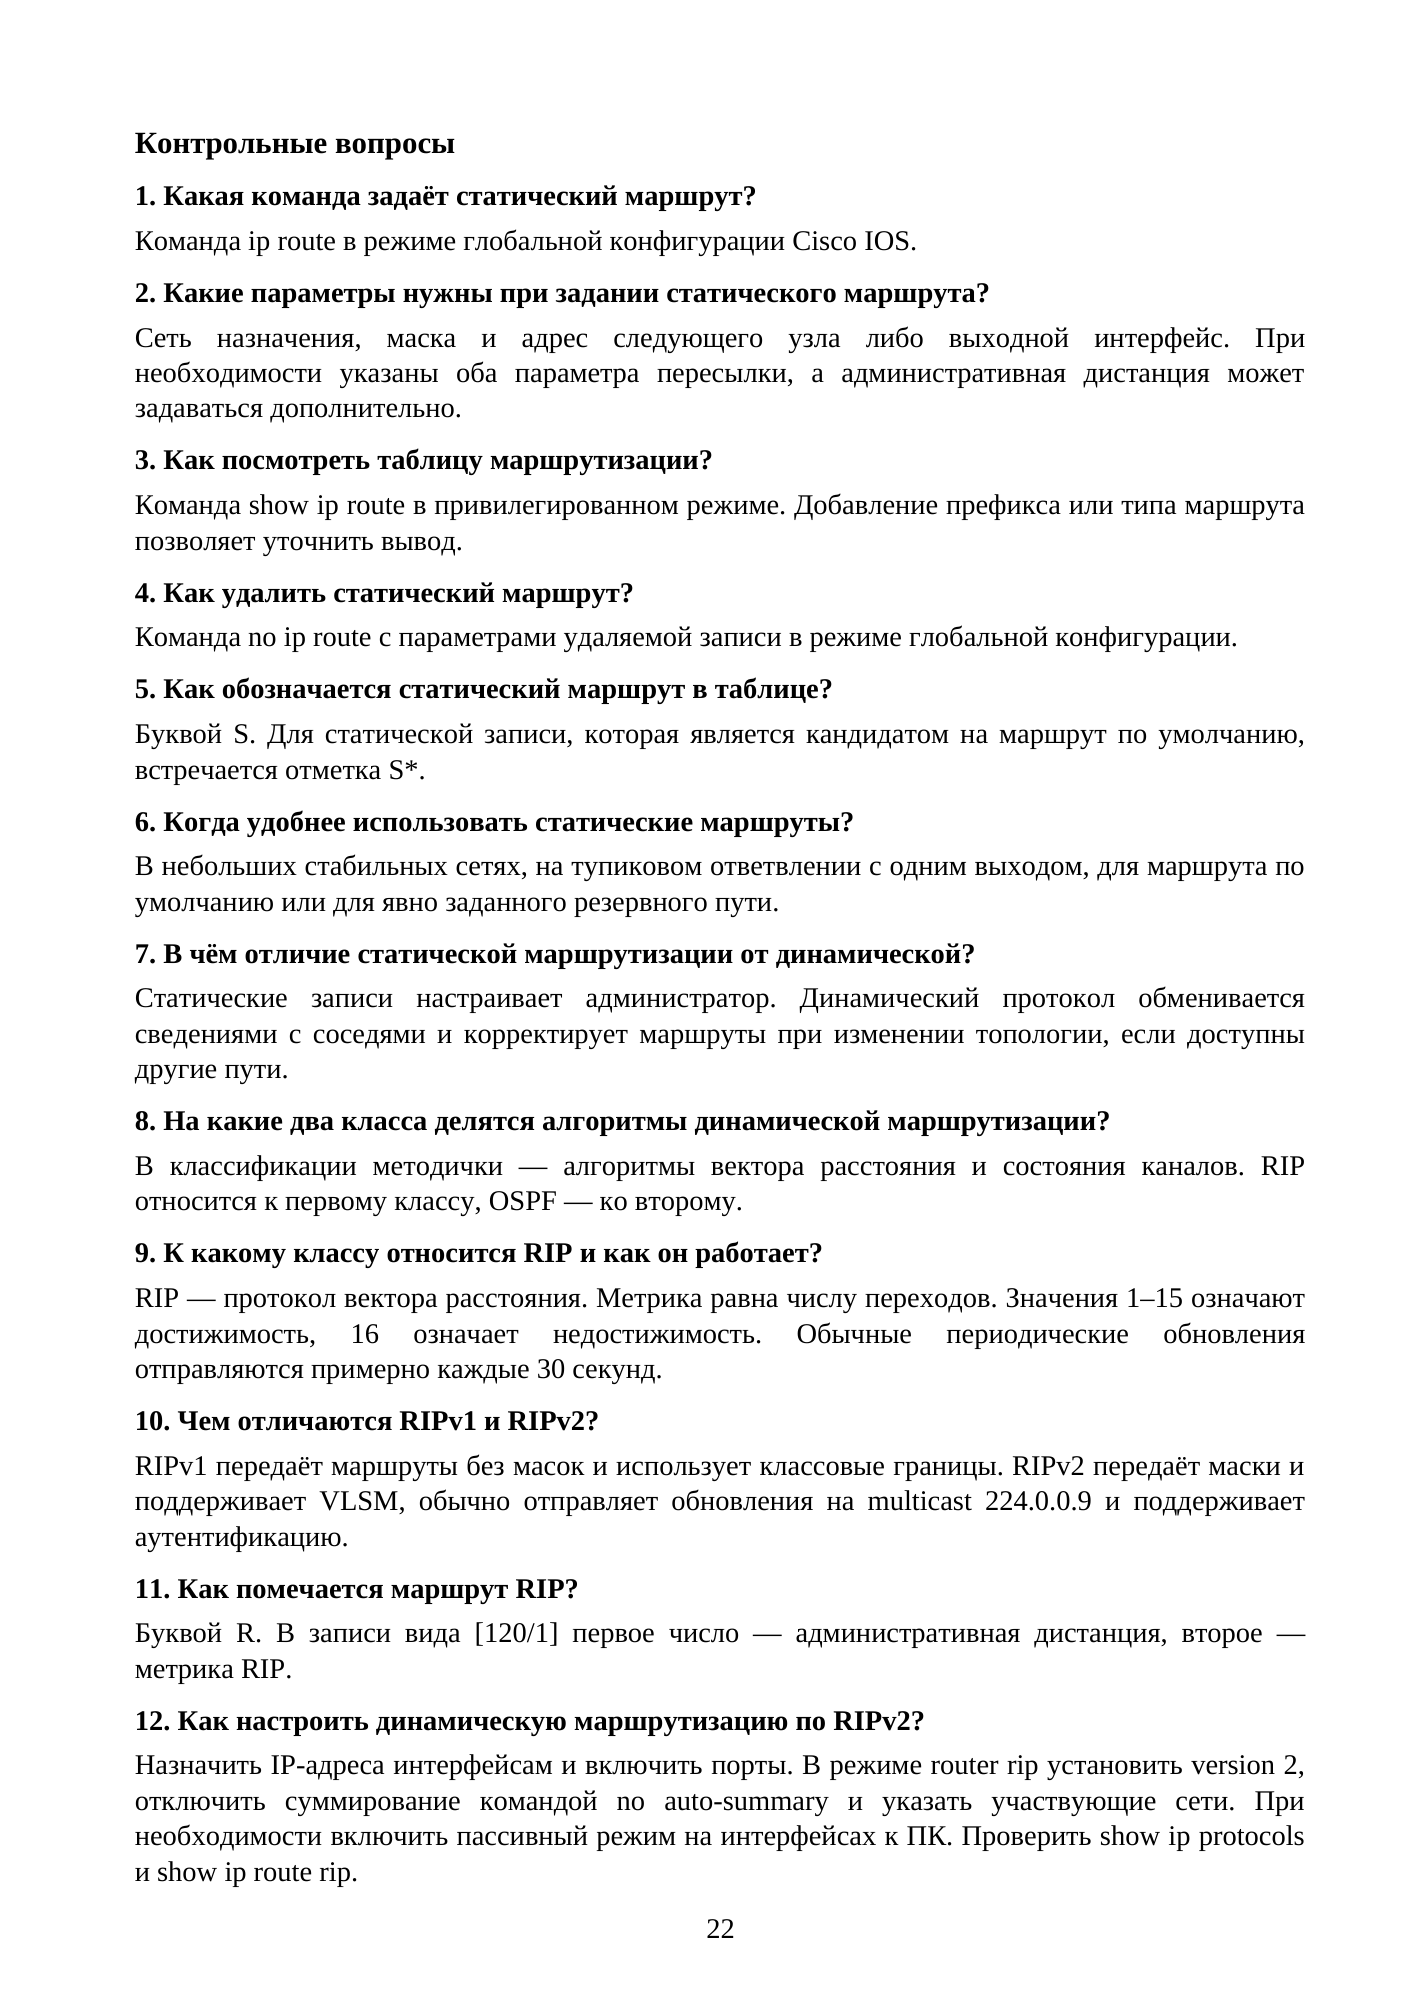 Контрольные вопросы
1. Какая команда задаёт статический маршрут?
Команда ip route в режиме глобальной конфигурации Cisco IOS.
2. Какие параметры нужны при задании статического маршрута?
Сеть назначения, маска и адрес следующего узла либо выходной интерфейс. При
необходимости указаны оба параметра пересылки, а административная дистанция может
задаваться дополнительно.
3. Как посмотреть таблицу маршрутизации?
Команда show ip route в привилегированном режиме. Добавление префикса или типа маршрута
позволяет уточнить вывод.
4. Как удалить статический маршрут?
Команда no ip route с параметрами удаляемой записи в режиме глобальной конфигурации.
5. Как обозначается статический маршрут в таблице?
Буквой S. Для статической записи, которая является кандидатом на маршрут по умолчанию,
встречается отметка S*.
6. Когда удобнее использовать статические маршруты?
В небольших стабильных сетях, на тупиковом ответвлении с одним выходом, для маршрута по
умолчанию или для явно заданного резервного пути.
7. В чём отличие статической маршрутизации от динамической?
Статические записи настраивает администратор. Динамический протокол обменивается
сведениями с соседями и корректирует маршруты при изменении топологии, если доступны
другие пути.
8. На какие два класса делятся алгоритмы динамической маршрутизации?
В классификации методички — алгоритмы вектора расстояния и состояния каналов. RIP
относится к первому классу, OSPF — ко второму.
9. К какому классу относится RIP и как он работает?
RIP — протокол вектора расстояния. Метрика равна числу переходов. Значения 1–15 означают
достижимость, 16 означает недостижимость. Обычные периодические обновления
отправляются примерно каждые 30 секунд.
10. Чем отличаются RIPv1 и RIPv2?
RIPv1 передаёт маршруты без масок и использует классовые границы. RIPv2 передаёт маски и
поддерживает VLSM, обычно отправляет обновления на multicast 224.0.0.9 и поддерживает
аутентификацию.
11. Как помечается маршрут RIP?
Буквой R. В записи вида [120/1] первое число — административная дистанция, второе —
метрика RIP.
12. Как настроить динамическую маршрутизацию по RIPv2?
Назначить IP-адреса интерфейсам и включить порты. В режиме router rip установить version 2,
отключить суммирование командой no auto-summary и указать участвующие сети. При
необходимости включить пассивный режим на интерфейсах к ПК. Проверить show ip protocols
и show ip route rip.
22